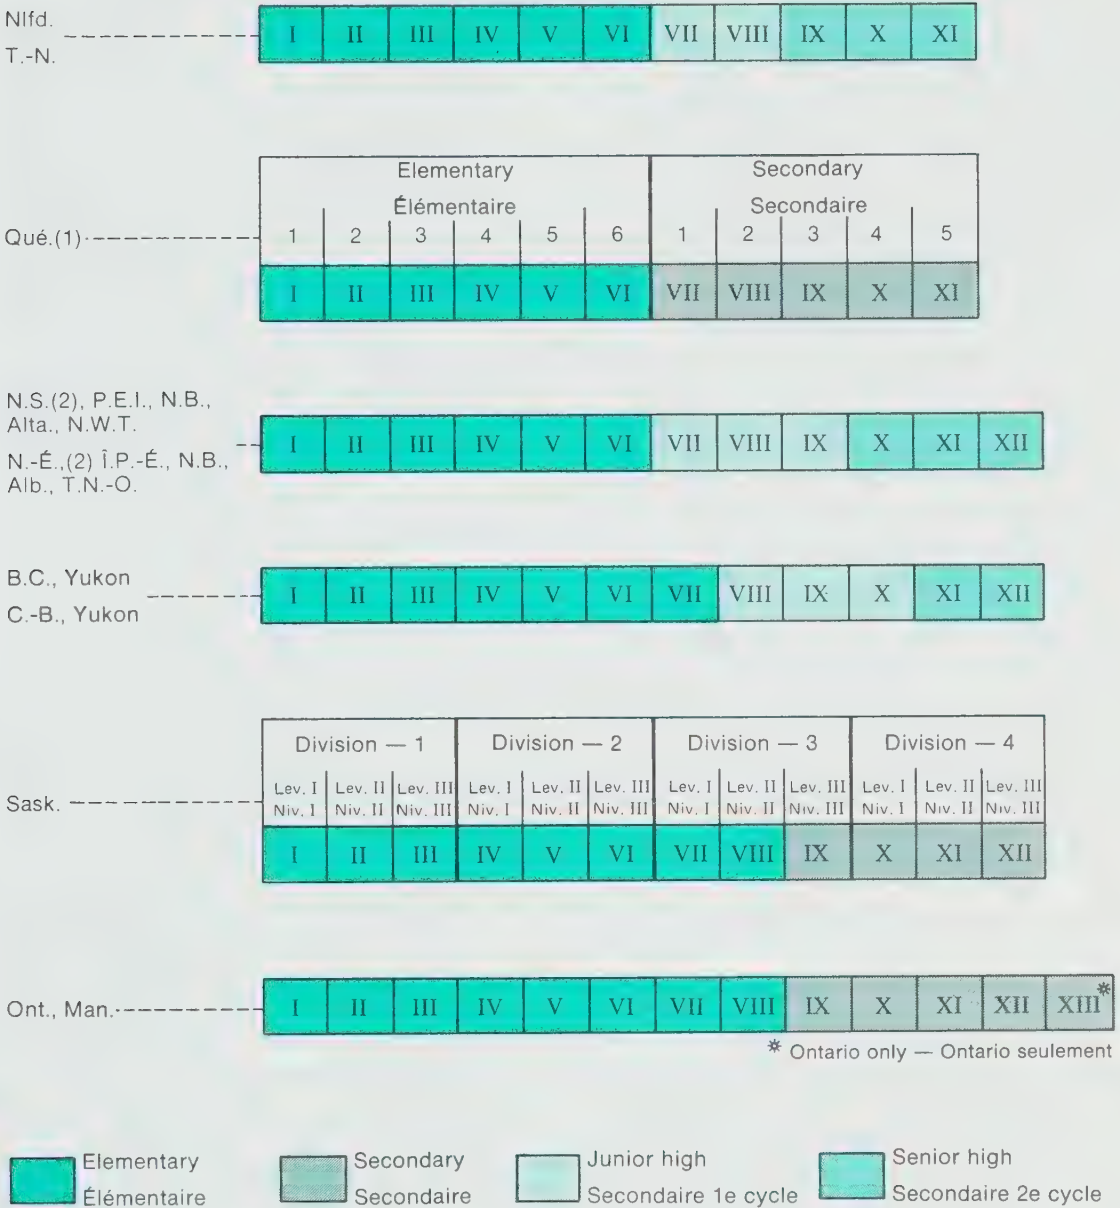 Nlfd.
T.-N.
I II III IV V VI VII VIII IX X XI
Elementary Secondary
Élémentaire Secondaire
Qué.(1) 1 2 3 4 5 6 1 2 3 4 5
I II III IV V VI VII VIII IX X XI
N.S.(2), P.E.I., N.B.,
Alta., N.W.T.
N.-É.,(2) Î.P.-É., N.B.,
Alb., T.N.-O.
I II III IV V VI VII VIII IX X XI XII
B.C., Yukon
C.-B., Yukon
I II III IV V VI VII VIII IX X XI XII
Division — 1 Division — 2 Division — 3 Division — 4
Sask. Lev. I Lev. II Lev. III Lev. I Lev. II Lev. III Lev. I Lev. II Lev. III Lev. I Lev. II Lev. III
Niv. I Niv. II Niv. III Niv. I Niv. II Niv. III Niv. I Niv. II Niv. III Niv. I Niv. II Niv. III
I II III IV V VI VII VIII IX X XI XII
Ont., Man. I II III IV V VI VII VIII IX X XI XII XIII*
* Ontario only — Ontario seulement
Elementary Secondary Junior high Senior high
Élémentaire Secondaire Secondaire 1e cycle Secondaire 2e cycle